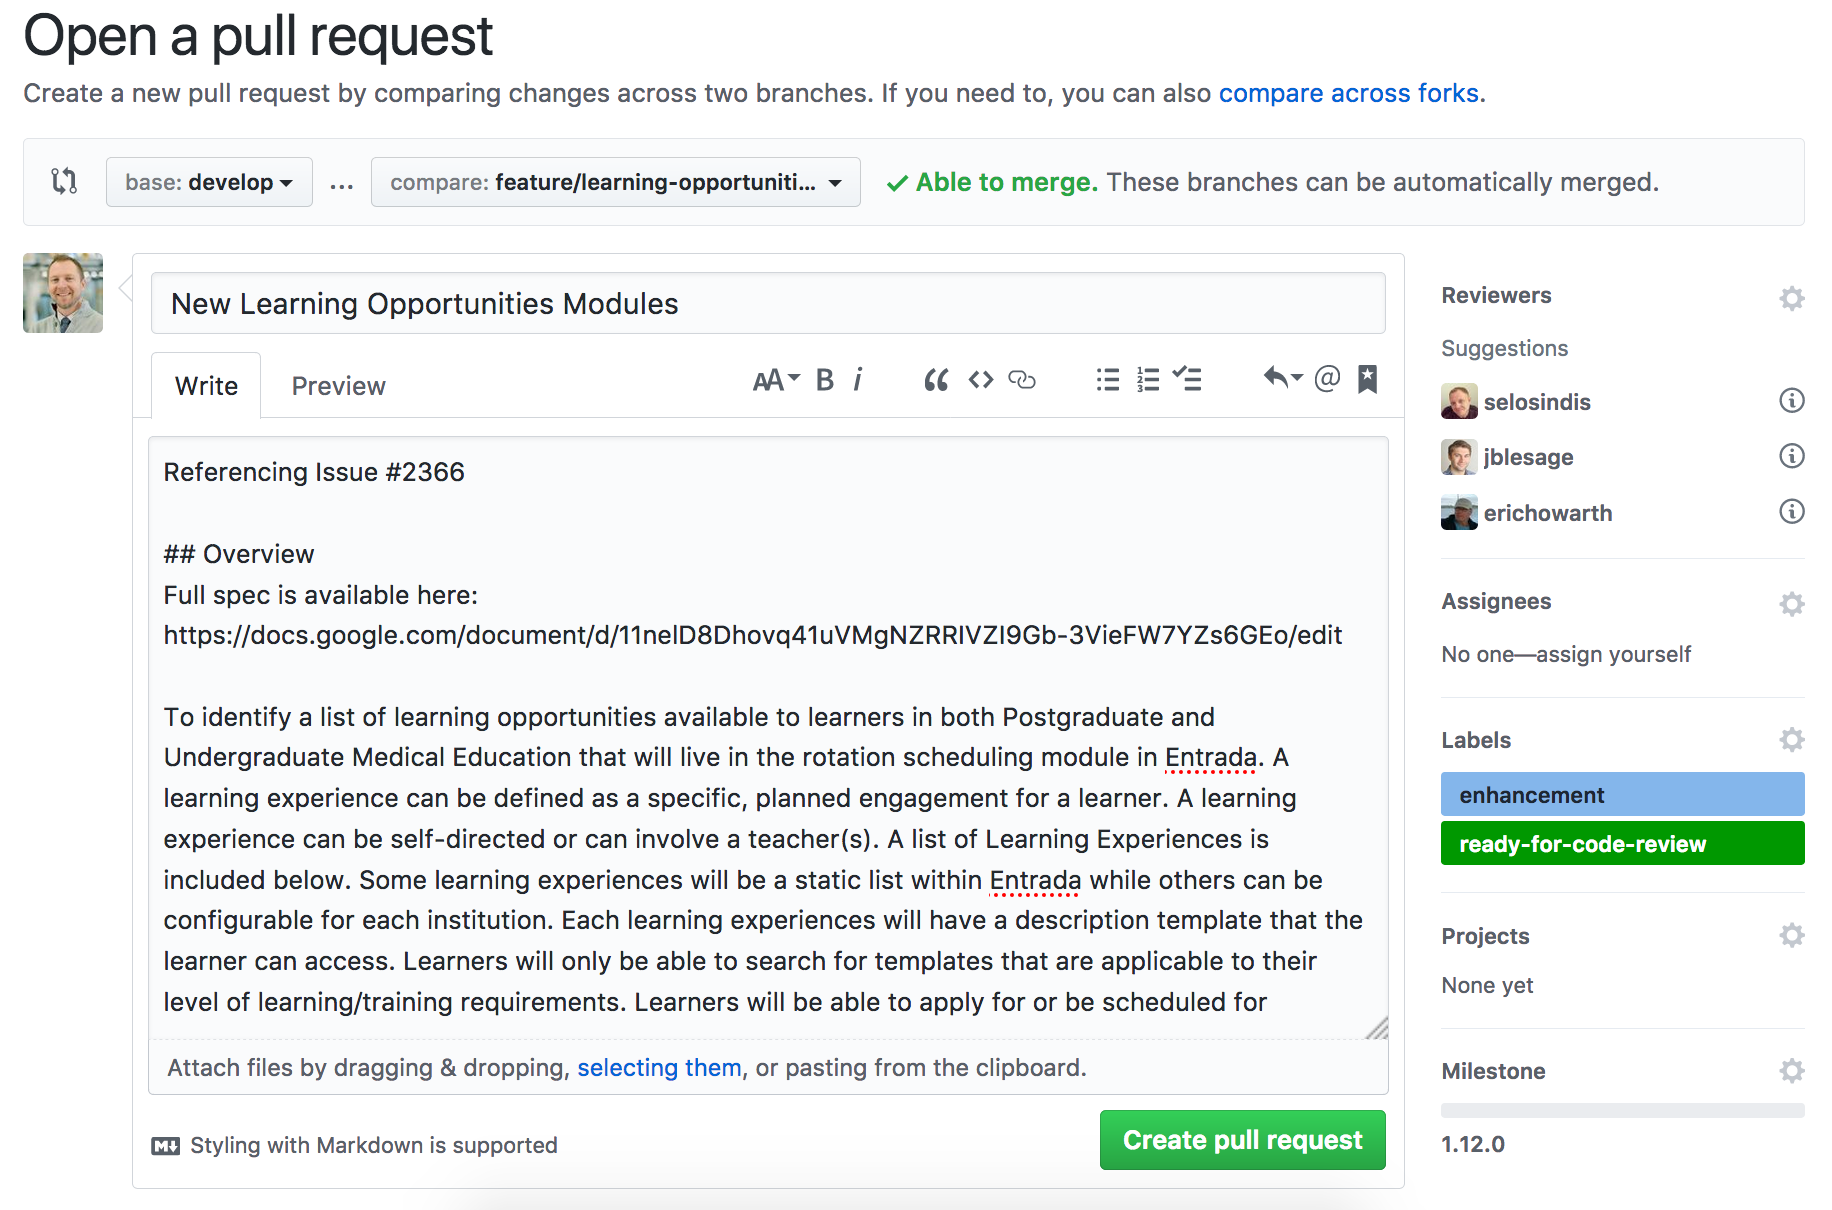 Open a pull request
Create a new pull request by comparing changes across two branches. If you need to, you can also compare across forks.
base: develop ... compare: feature/learning-opportuniti... Able to merge. These branches can be automatically merged.
New Learning Opportunities Modules
Write Preview AA B i @
Referencing Issue #2366
## Overview
Full spec is available here:
https://docs.google.com/document/d/11nelD8Dhovq41uVMgNZRRIVZI9Gb-3VieFW7YZs6GEo/edit
To identify a list of learning opportunities available to learners in both Postgraduate and
Undergraduate Medical Education that will live in the rotation scheduling module in Entrada. A
learning experience can be defined as a specific, planned engagement for a learner. A learning
experience can be self-directed or can involve a teacher(s). A list of Learning Experiences is
included below. Some learning experiences will be a static list within Entrada while others can be
configurable for each institution. Each learning experiences will have a description template that the
learner can access. Learners will only be able to search for templates that are applicable to their
level of learning/training requirements. Learners will be able to apply for or be scheduled for
Attach files by dragging & dropping, selecting them, or pasting from the clipboard.
Styling with Markdown is supported
Create pull request
Reviewers
Suggestions
selosindis
jblesage
erichowarth
Assignees
No one—assign yourself
Labels
enhancement
ready-for-code-review
Projects
None yet
Milestone
1.12.0